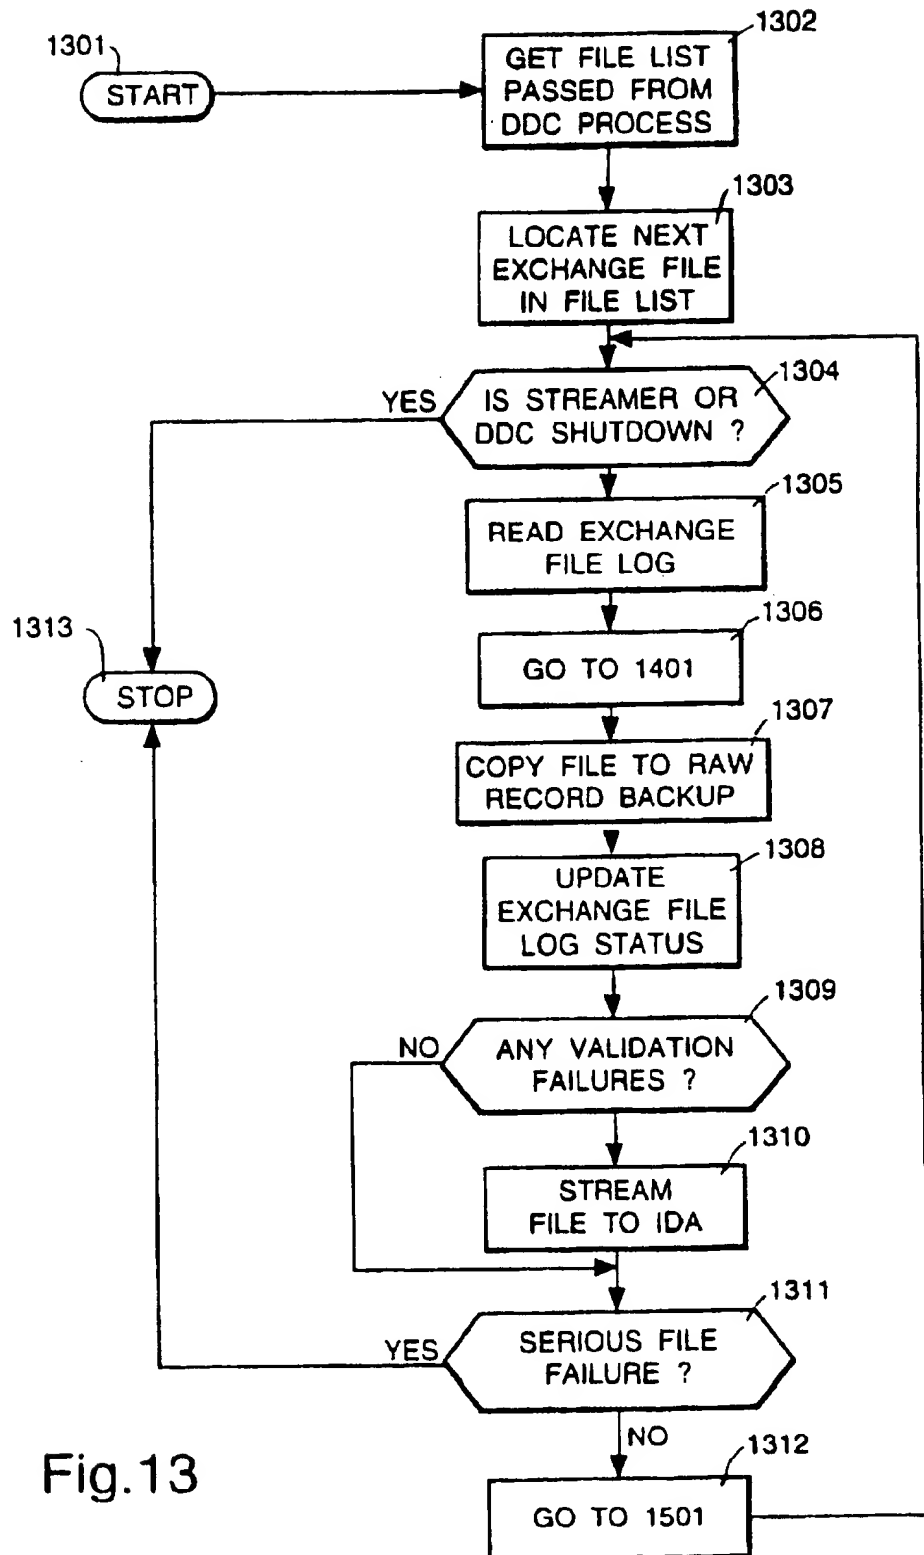 1301
START
1302
GET FILE LIST
PASSED FROM
DDC PROCESS
1303
LOCATE NEXT
EXCHANGE FILE
IN FILE LIST
1304
YES
IS STREAMER OR
DDC SHUTDOWN ?
1305
READ EXCHANGE
FILE LOG
1306
GO TO 1401
1313
STOP
1307
COPY FILE TO RAW
RECORD BACKUP
1308
UPDATE
EXCHANGE FILE
LOG STATUS
1309
NO
ANY VALIDATION
FAILURES ?
1310
STREAM
FILE TO IDA
1311
YES
SERIOUS FILE
FAILURE ?
NO
1312
GO TO 1501
Fig.13